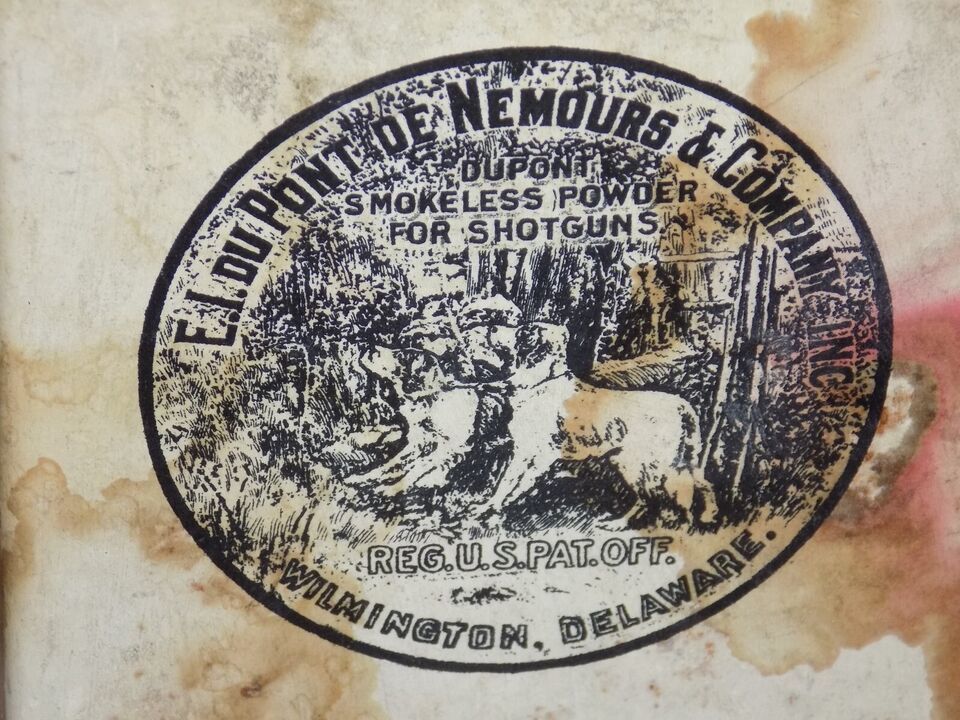 E.I. DU PONT DE NEMOURS & COMPANY, INC.
DUPONT
SMOKELESS POWDER
FOR SHOTGUNS
REG. U.S. PAT. OFF.
WILMINGTON, DELAWARE.